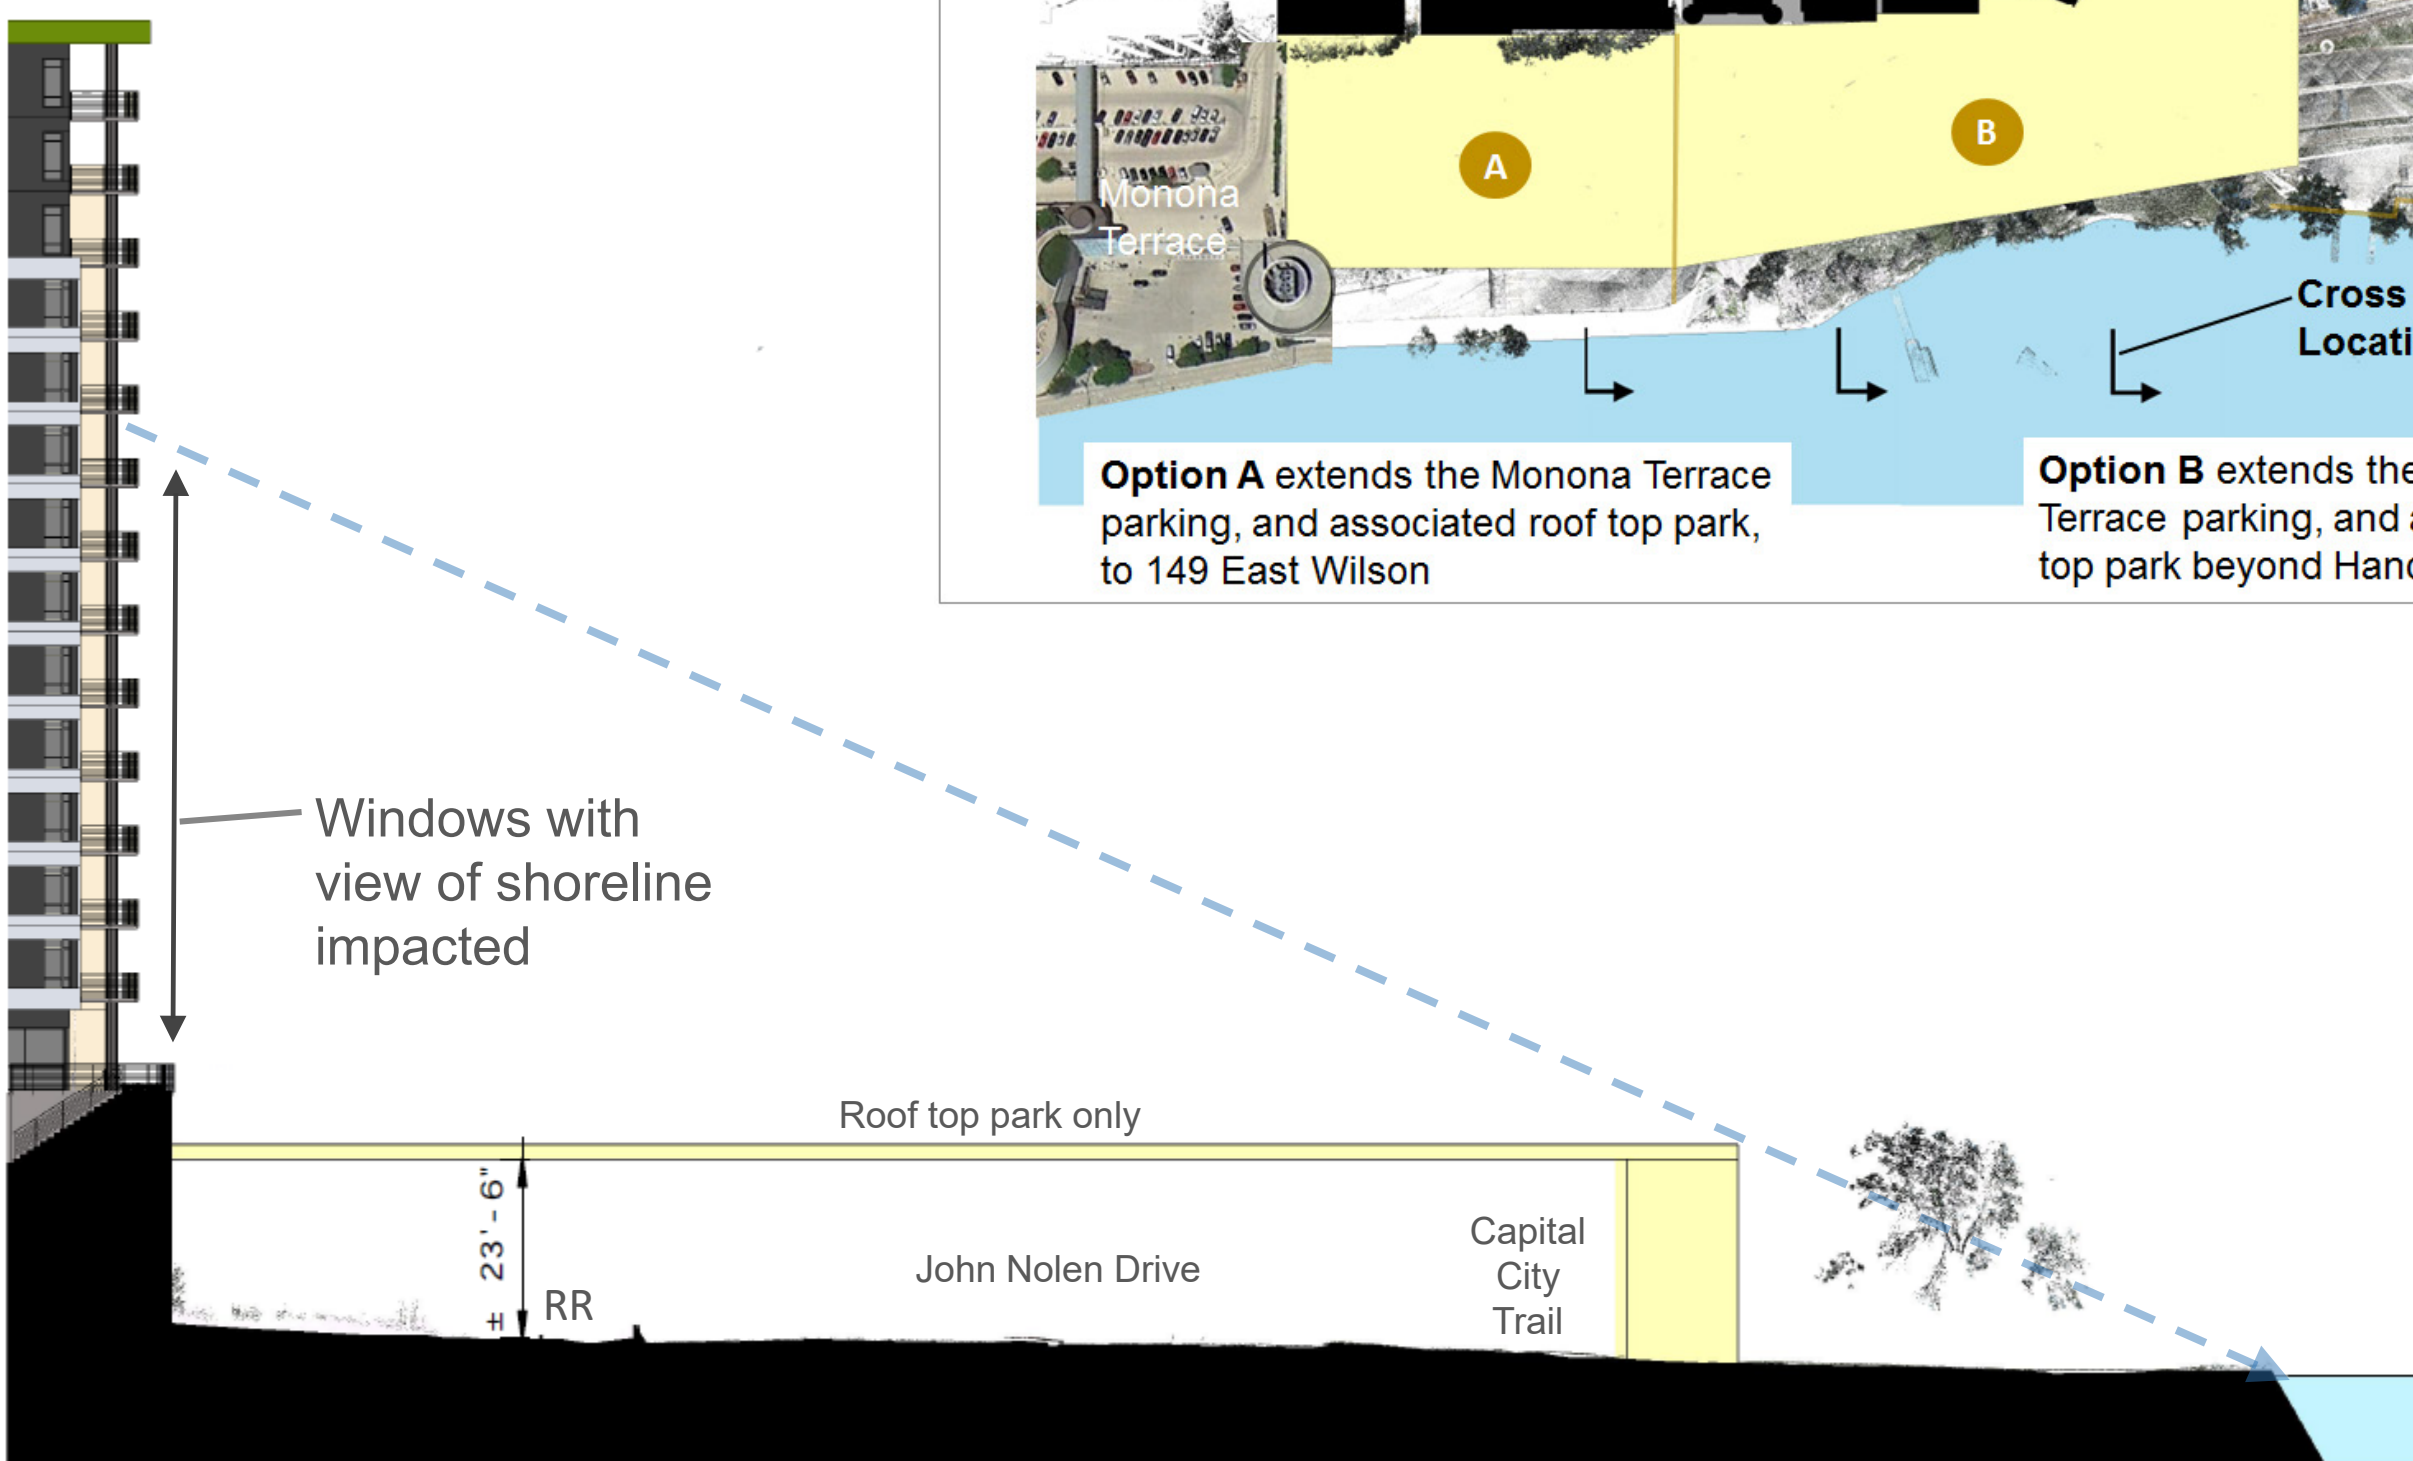 A
B
Monona
Terrace
Cross
Locati
Option A extends the Monona Terrace
parking, and associated roof top park,
to 149 East Wilson
Option B extends the
Terrace parking, and a
top park beyond Hanc
Windows with
view of shoreline
impacted
Roof top park only
± 23'-6"
RR
John Nolen Drive
Capital
City
Trail